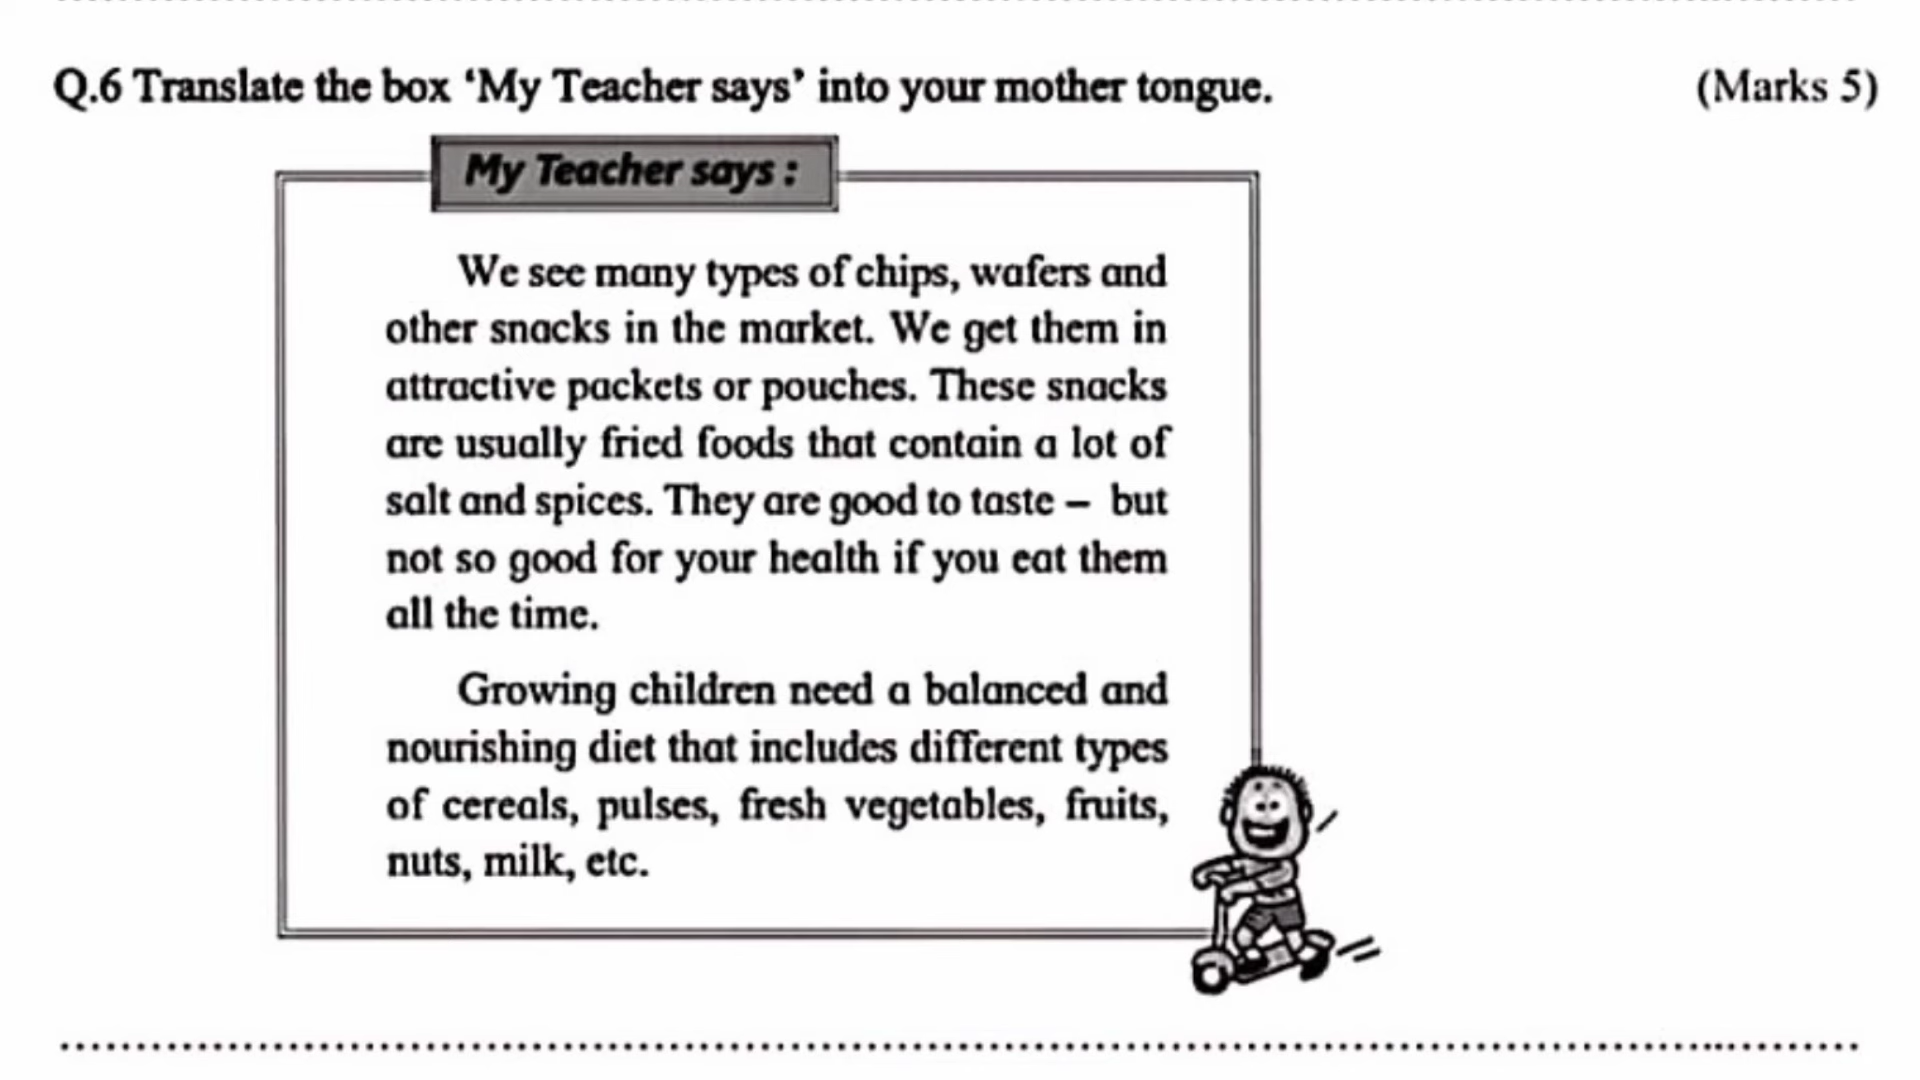 Q.6 Translate the box ‘My Teacher says’ into your mother tongue. (Marks 5)
My Teacher says :
We see many types of chips, wafers and
other snacks in the market. We get them in
attractive packets or pouches. These snacks
are usually fried foods that contain a lot of
salt and spices. They are good to taste – but
not so good for your health if you eat them
all the time.
Growing children need a balanced and
nourishing diet that includes different types
of cereals, pulses, fresh vegetables, fruits,
nuts, milk, etc.